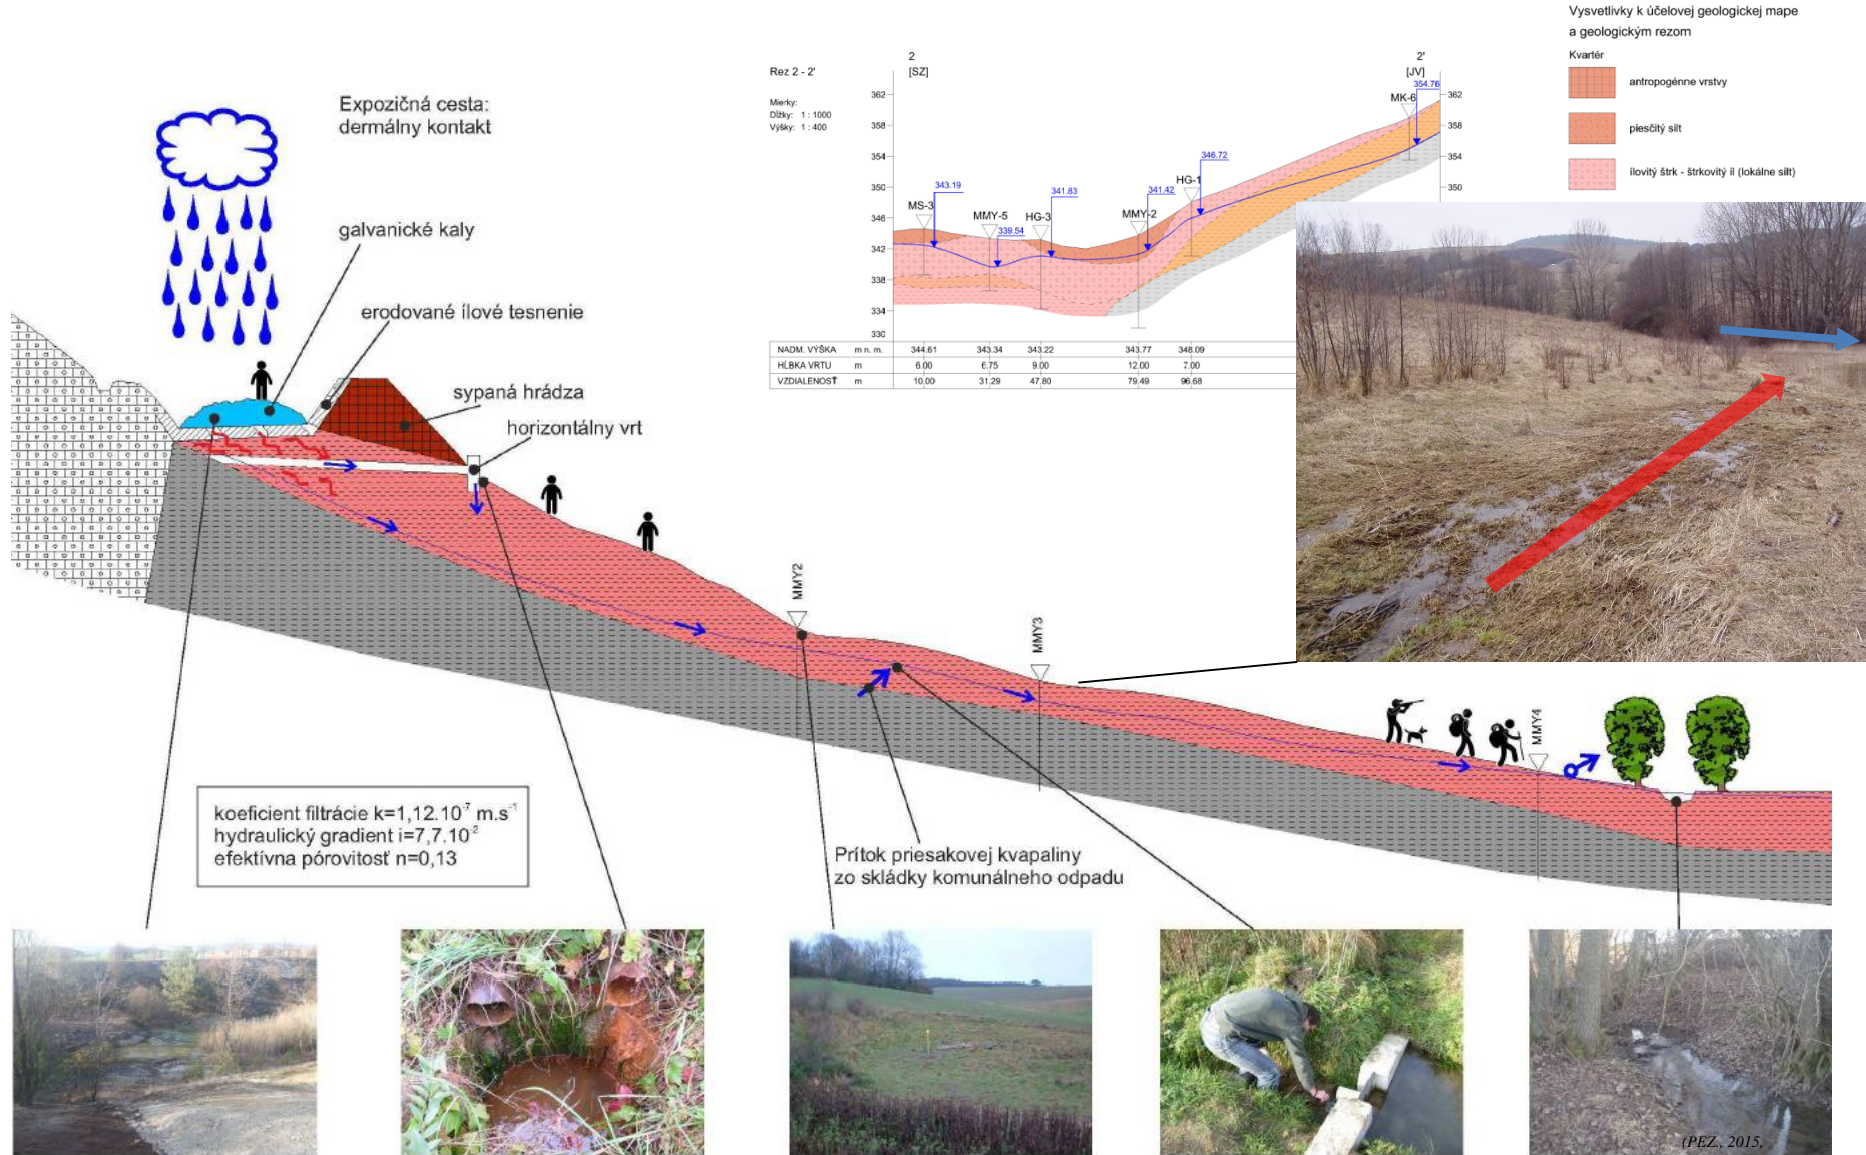 Vysvetlivky k účelovej geologickej mape
a geologickým rezom
Kvartér
antropogénne vrstvy
piesčitý silt
ílovitý štrk - štrkovitý íl (lokálne silt)
Rez 2 - 2'
Mierky:
Dĺžky: 1 : 1000
Výšky: 1 : 400
2
[SZ]
2'
[JV]
354.76
362
358
354
350
346
342
338
334
330
362
358
354
350
MK-6
346.72
HG-1
343.19
341.83
341.42
MS-3
MMY-5
HG-3
MMY-2
339.54
NADM. VÝŠKA m n. m. 344.61 343.34 343.22 343.77 348.09
HĹBKA VRTU m 6.00 6.75 9.00 12.00 7.00
VZDIALENOSŤ m 10.00 31.29 47.80 79.49 96.68
Expozičná cesta:
dermálny kontakt
galvanické kaly
erodované ílové tesnenie
sypaná hrádza
horizontálny vrt
MMY2
MMY3
MMY4
koeficient filtrácie k=1,12.10⁻⁷ m.s⁻¹
hydraulický gradient i=7,7.10⁻²
efektívna pórovitosť n=0,13
Prítok priesakovej kvapaliny
zo skládky komunálneho odpadu
(PEZ., 2015,